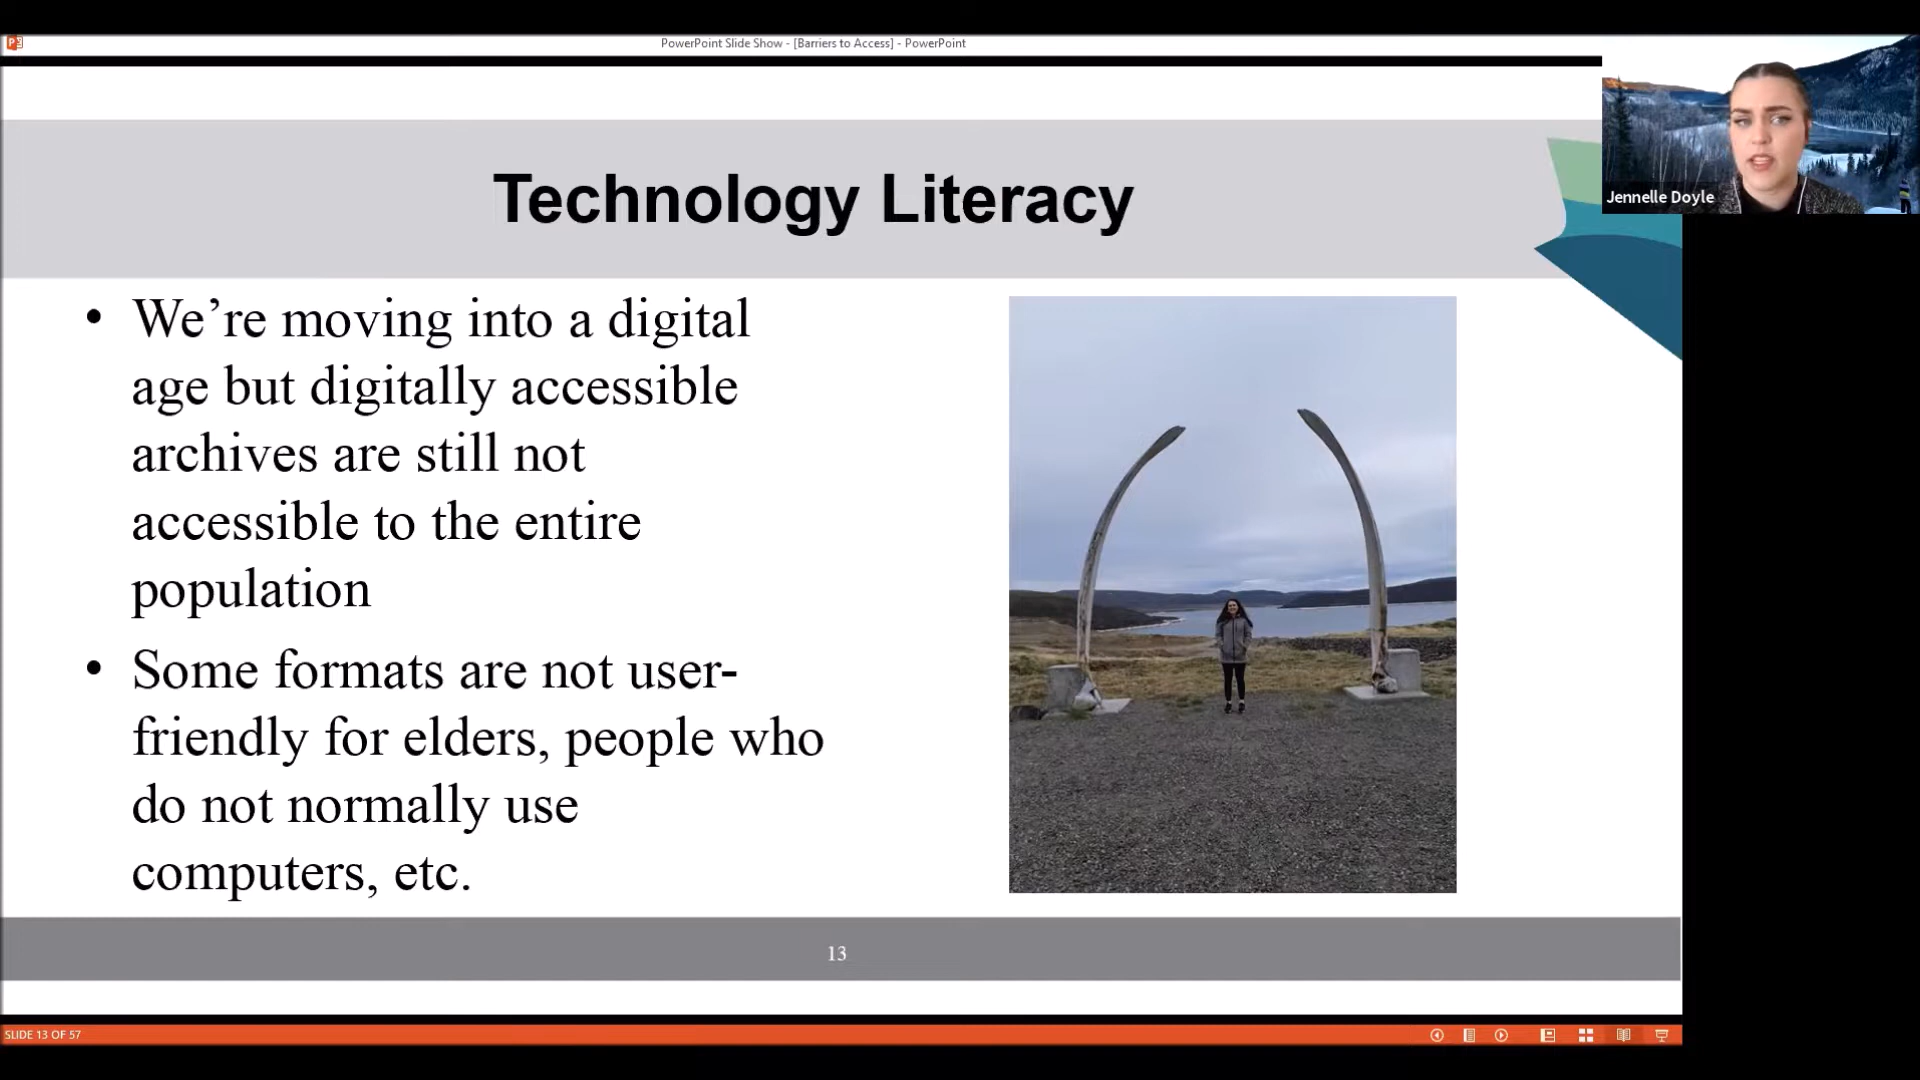 PowerPoint Slide Show - [Barriers to Access] - PowerPoint
Jennelle Doyle
Technology Literacy
• We’re moving into a digital
age but digitally accessible
archives are still not
accessible to the entire
population
• Some formats are not user-
friendly for elders, people who
do not normally use
computers, etc.
13
SLIDE 13 OF 57